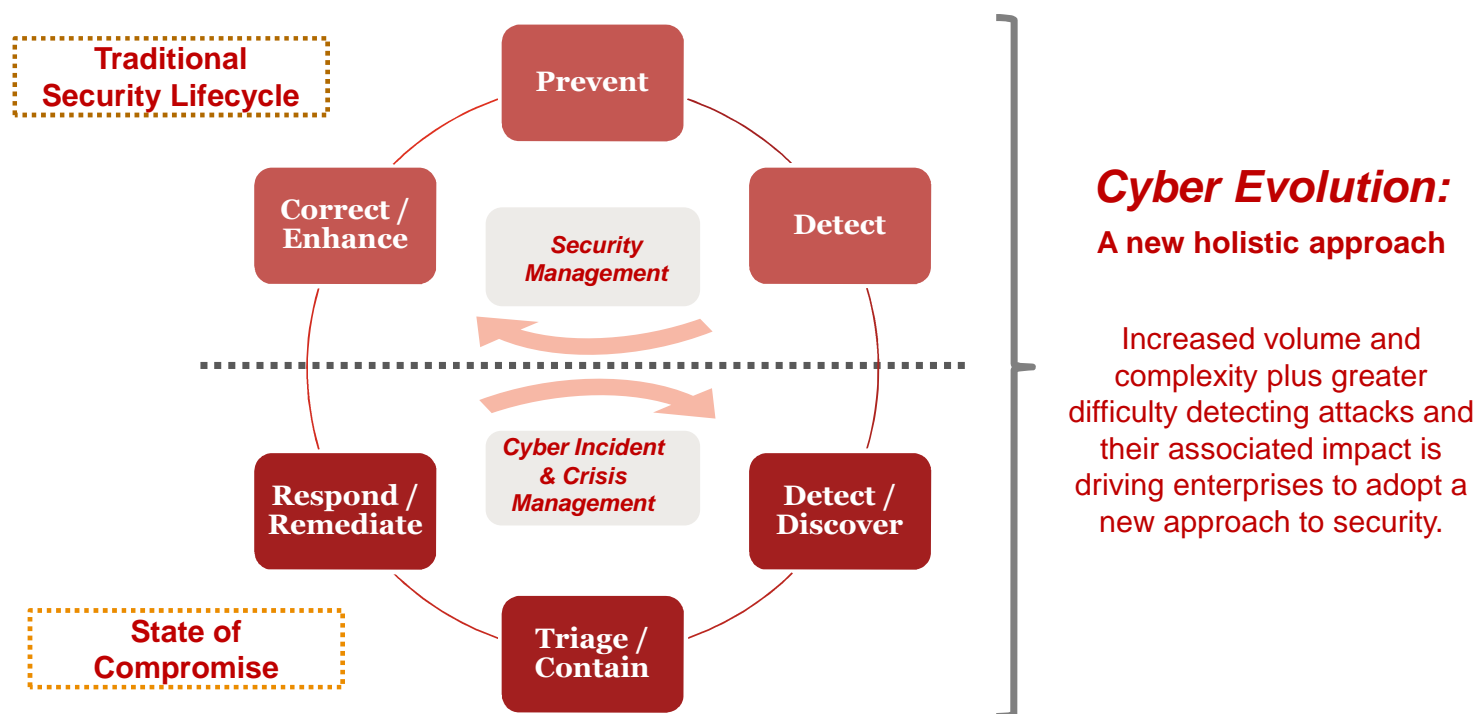 Traditional
Security Lifecycle
Prevent
Correct /
Enhance
Detect
Security
Management
Cyber Incident
& Crisis
Management
Respond /
Remediate
Detect /
Discover
Triage /
Contain
State of
Compromise
Cyber Evolution:
A new holistic approach
Increased volume and
complexity plus greater
difficulty detecting attacks and
their associated impact is
driving enterprises to adopt a
new approach to security.